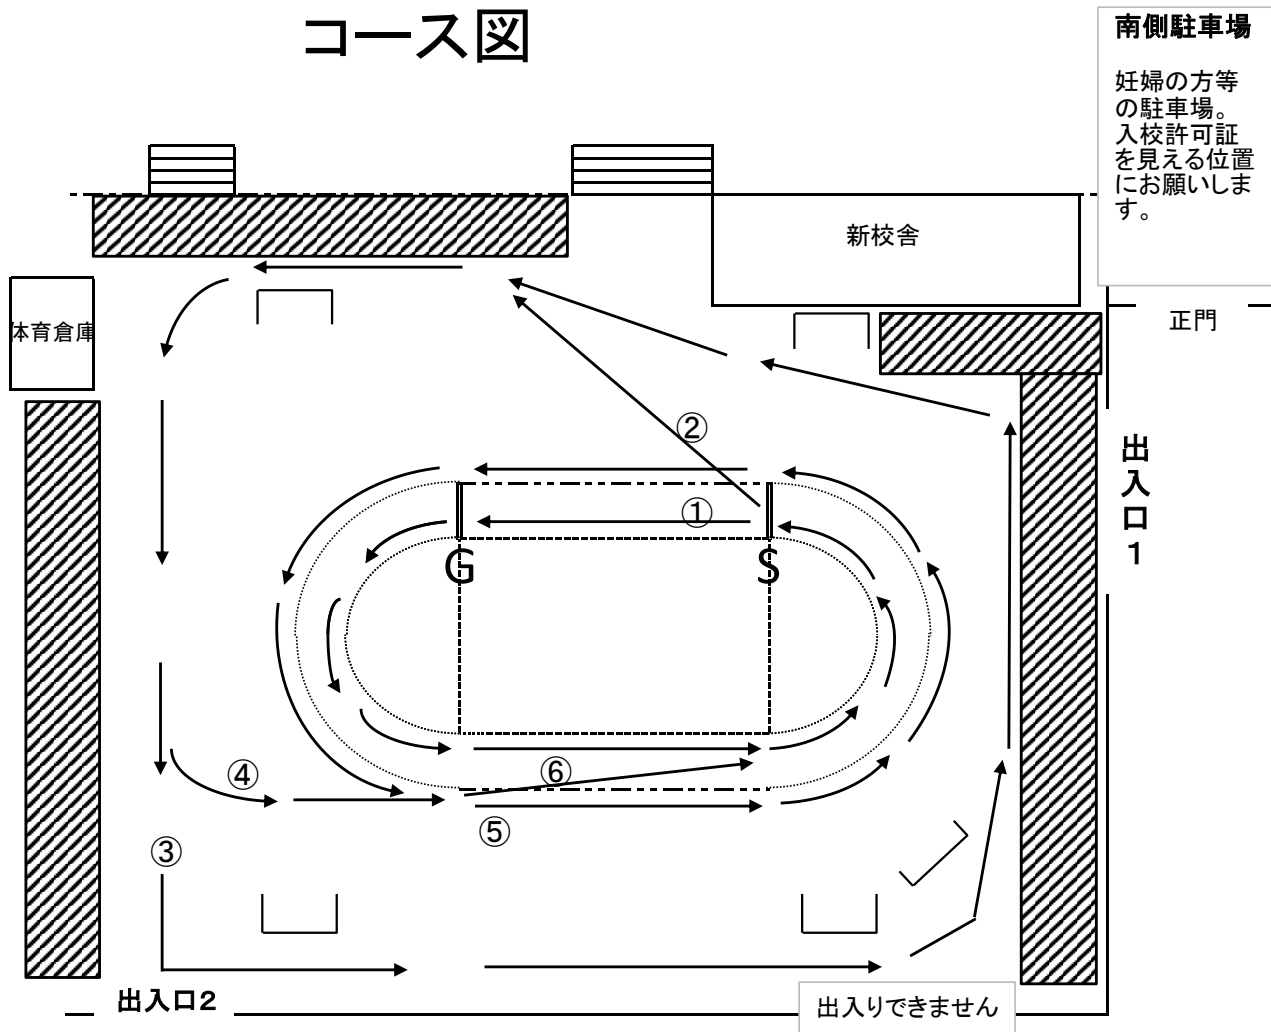 コース図
南側駐車場
妊婦の方等
の駐車場。
入校許可証
を見える位置
にお願いしま
す。
新校舎
体育倉庫
正門
②
出入口1
①
G
S
④
⑥
⑤
③
出入口2
出入りできません